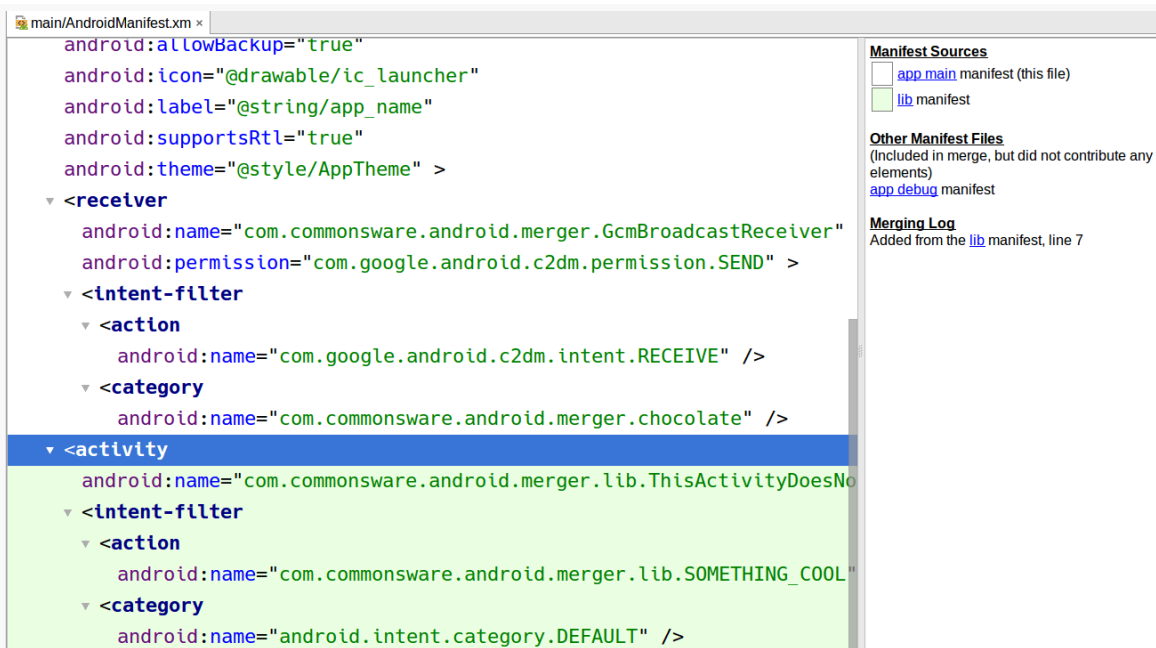 main/AndroidManifest.xm ×
android:allowBackup="true"
android:icon="@drawable/ic_launcher"
android:label="@string/app_name"
android:supportsRtl="true"
android:theme="@style/AppTheme" >
<receiver
android:name="com.commonsware.android.merger.GcmBroadcastReceiver"
android:permission="com.google.android.c2dm.permission.SEND" >
<intent-filter
<action
android:name="com.google.android.c2dm.intent.RECEIVE" />
<category
android:name="com.commonsware.android.merger.chocolate" />
<activity
android:name="com.commonsware.android.merger.lib.ThisActivityDoesNo
<intent-filter
<action
android:name="com.commonsware.android.merger.lib.SOMETHING_COOL"
<category
android:name="android.intent.category.DEFAULT" />
Manifest Sources
app main manifest (this file)
lib manifest
Other Manifest Files
(Included in merge, but did not contribute any
elements)
app debug manifest
Merging Log
Added from the lib manifest, line 7